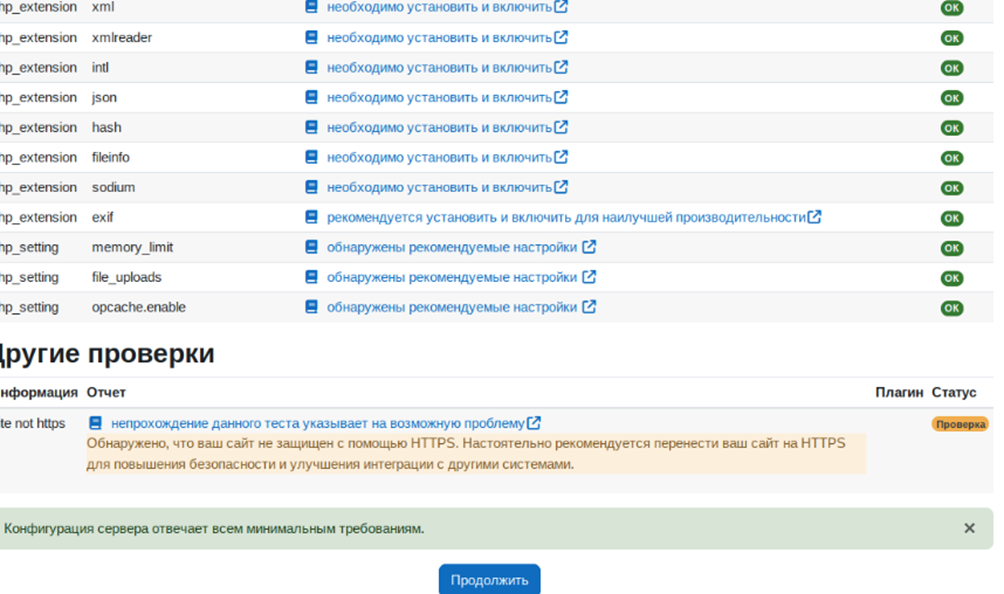 hp_extension xml необходимо установить и включить OK
hp_extension xmlreader необходимо установить и включить OK
hp_extension intl необходимо установить и включить OK
hp_extension json необходимо установить и включить OK
hp_extension hash необходимо установить и включить OK
hp_extension fileinfo необходимо установить и включить OK
hp_extension sodium необходимо установить и включить OK
hp_extension exif рекомендуется установить и включить для наилучшей производительности OK
hp_setting memory_limit обнаружены рекомендуемые настройки OK
hp_setting file_uploads обнаружены рекомендуемые настройки OK
hp_setting opcache.enable обнаружены рекомендуемые настройки OK
Другие проверки
нформация Отчет Плагин Статус
ite not https непрохождение данного теста указывает на возможную проблему Проверка
Обнаружено, что ваш сайт не защищен с помощью HTTPS. Настоятельно рекомендуется перенести ваш сайт на HTTPS
для повышения безопасности и улучшения интеграции с другими системами.
Конфигурация сервера отвечает всем минимальным требованиям. ×
Продолжить